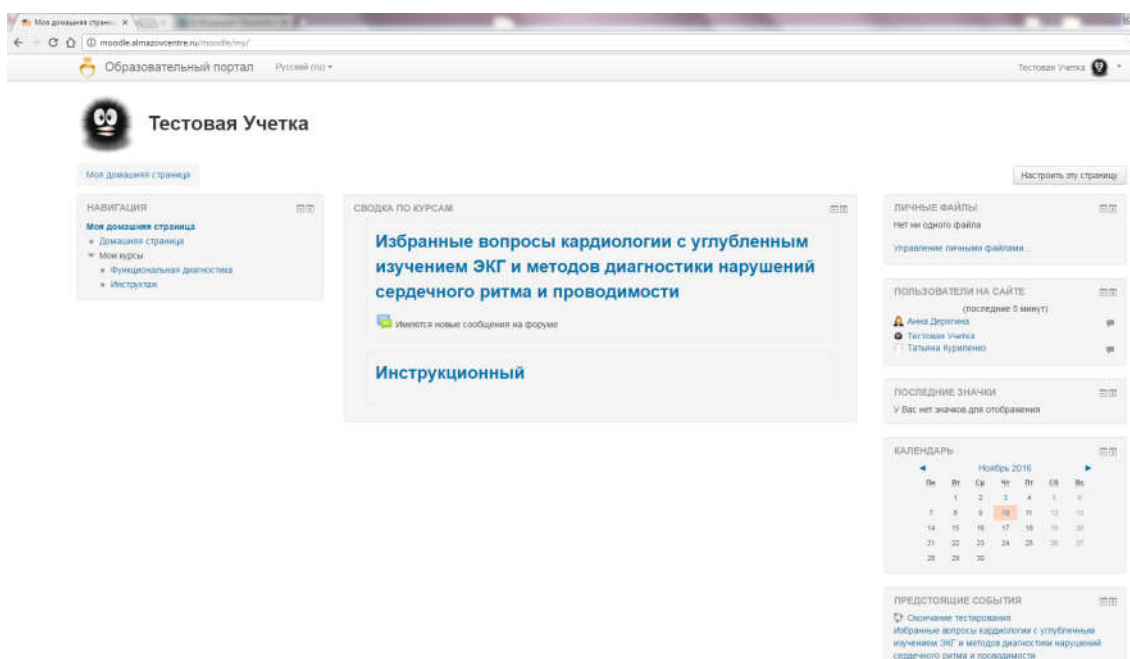 Моя домашняя страниц
moodle.almazovcentre.ru/moodle/my/
Образовательный портал
Русский (ru)
Тестовая Учетка
Тестовая Учетка
Моя домашняя страница
Настроить эту страницу
НАВИГАЦИЯ
Моя домашняя страница
Домашняя страница
Мои курсы
Функциональная диагностика
Инструктаж
СВОДКА ПО КУРСАМ
Избранные вопросы кардиологии с углубленным
изучением ЭКГ и методов диагностики нарушений
сердечного ритма и проводимости
Имеются новые сообщения на форуме
Инструкционный
ЛИЧНЫЕ ФАЙЛЫ
Нет ни одного файла
Управление личными файлами...
ПОЛЬЗОВАТЕЛИ НА САЙТЕ
(последние 5 минут)
Анна Дерягина
Тестовая Учетка
Татьяна Куриленко
ПОСЛЕДНИЕ ЗНАЧКИ
У Вас нет значков для отображения
КАЛЕНДАРЬ
Ноябрь 2016
Пн Вт Ср Чт Пт Сб Вс
1 2 3 4 5 6
7 8 9 10 11 12 13
14 15 16 17 18 19 20
21 22 23 24 25 26 27
28 29 30
ПРЕДСТОЯЩИЕ СОБЫТИЯ
Окончание тестирования
Избранные вопросы кардиологии с углубленным
изучением ЭКГ и методов диагностики нарушений
сердечного ритма и проводимости